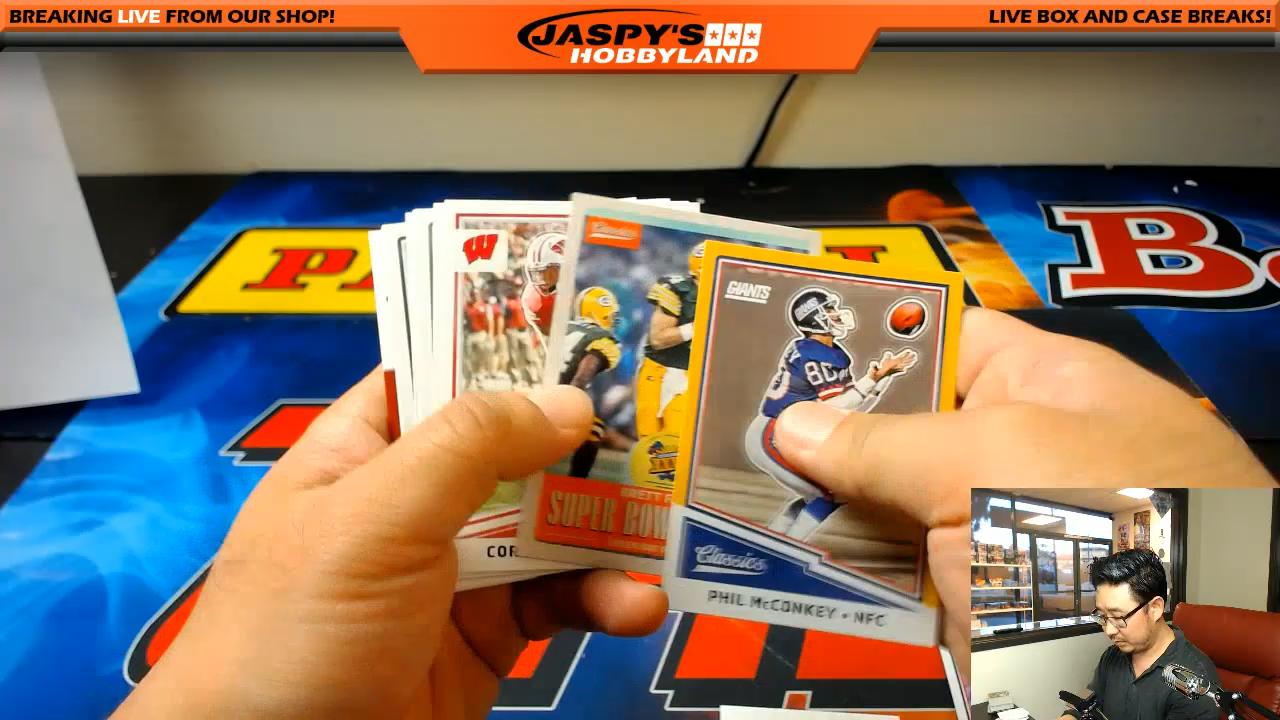 BREAKING LIVE FROM OUR SHOP!
JASPY'S
HOBBYLAND
LIVE BOX AND CASE BREAKS!
W
Classics
GIANTS
80
SUPER BOW
Classics
PHIL McCONKEY • NFC
COR
B